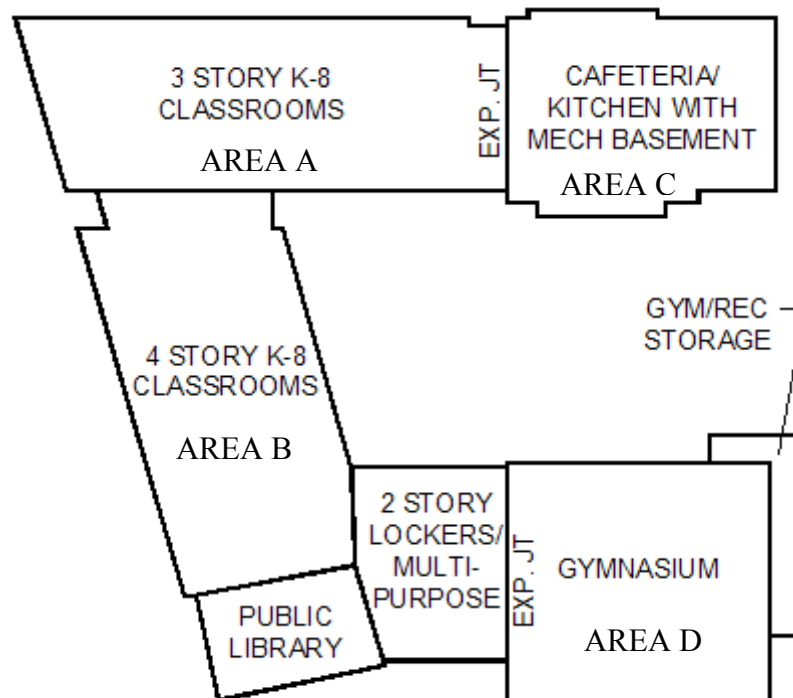 3 STORY K-8
CLASSROOMS
AREA A
EXP. JT
CAFETERIA/
KITCHEN WITH
MECH BASEMENT
AREA C
GYM/REC
STORAGE
4 STORY K-8
CLASSROOMS
AREA B
2 STORY
LOCKERS/
MULTI-
PURPOSE
EXP. JT
GYMNASIUM
AREA D
PUBLIC
LIBRARY